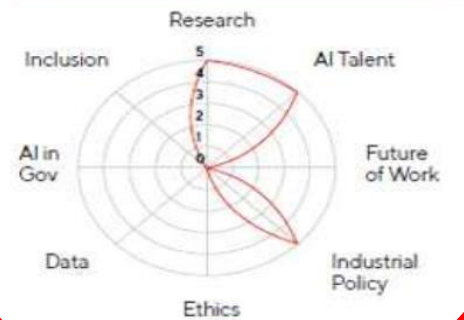 Research
Inclusion
AI Talent
5
4
3
2
1
0
AI in
Gov
Future
of Work
Data
Industrial
Policy
Ethics